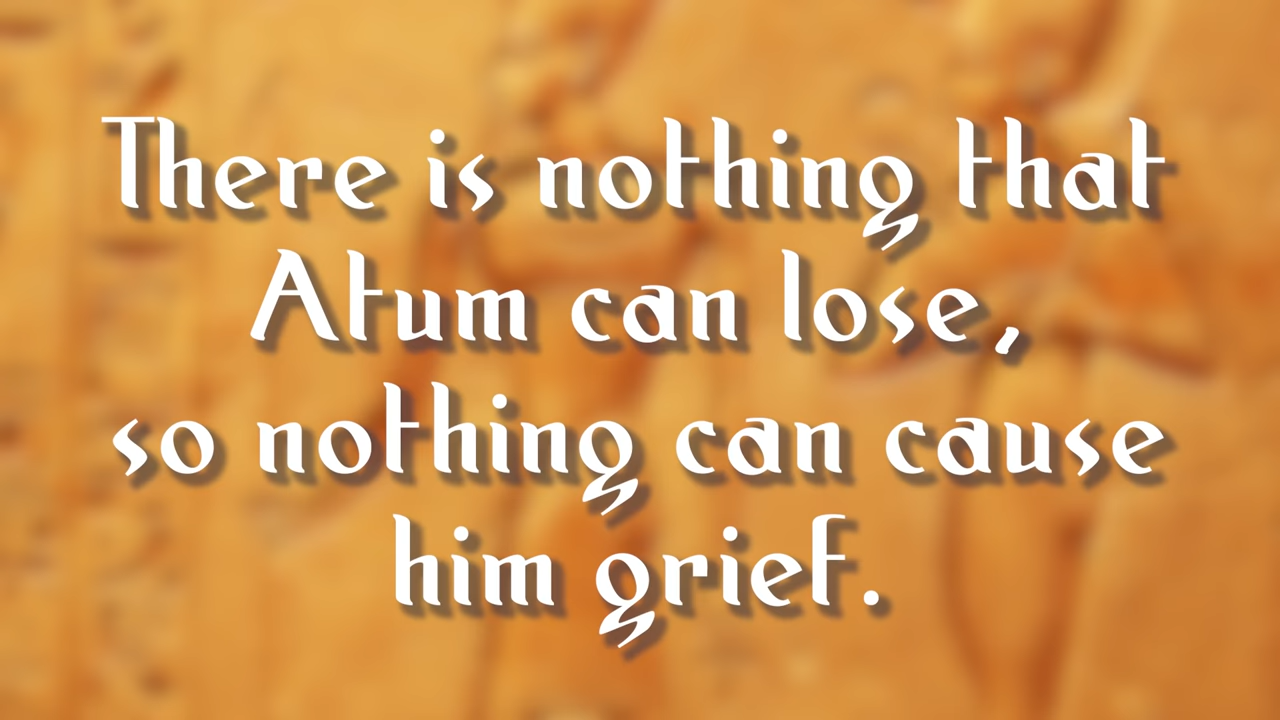 There is nothing that
Atum can lose,
so nothing can cause
him grief.